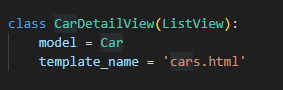 class CarDetailView(ListView):
    model = Car
    template_name = 'cars.html'